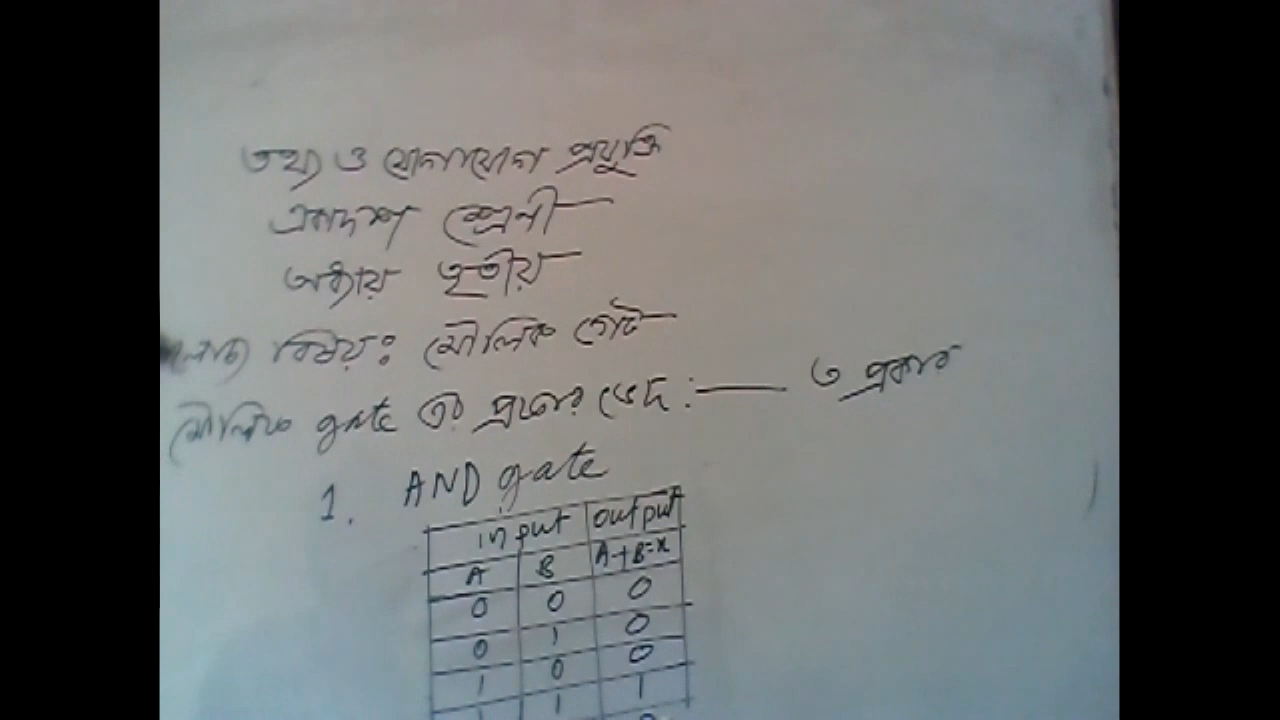 তথ্য ও যোগাযোগ প্রযুক্তি
একাদশ শ্রেণী
অধ্যায় তৃতীয়
বিষয়ঃ মৌলিক গেট
মৌলিক gate এর প্রকার ভেদ :— ৩ প্রকার
1. AND gate
input output
A B A+B=x
0 0 0
0 1 0
1 0 0
1 1 1